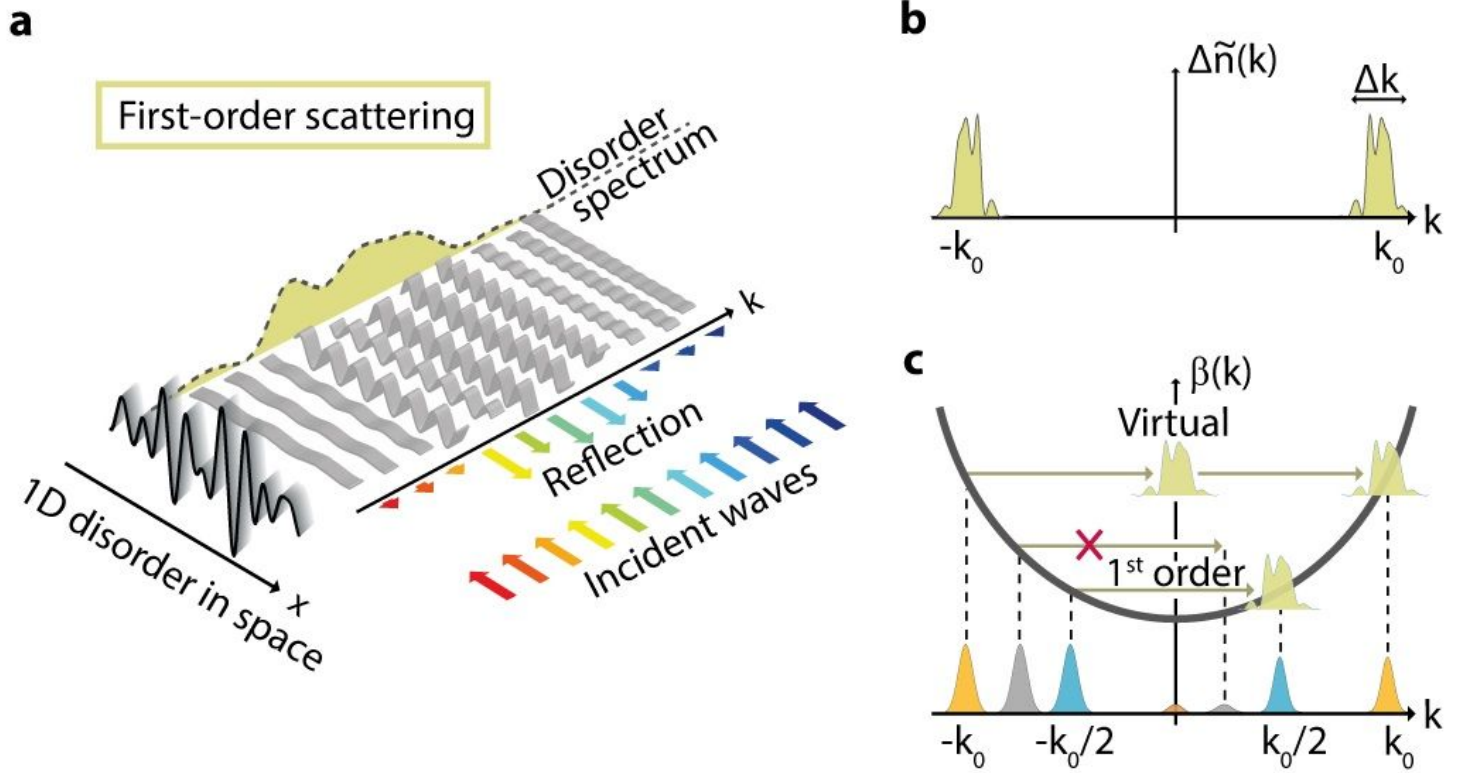 a
First-order scattering
Disorder
spectrum
k
Reflection
Incident waves
1D disorder in space
x
b
Δñ(k)
Δk
k
-k₀
k₀
c
β(k)
Virtual
1ˢᵗ order
k
-k₀
-k₀/2
k₀/2
k₀